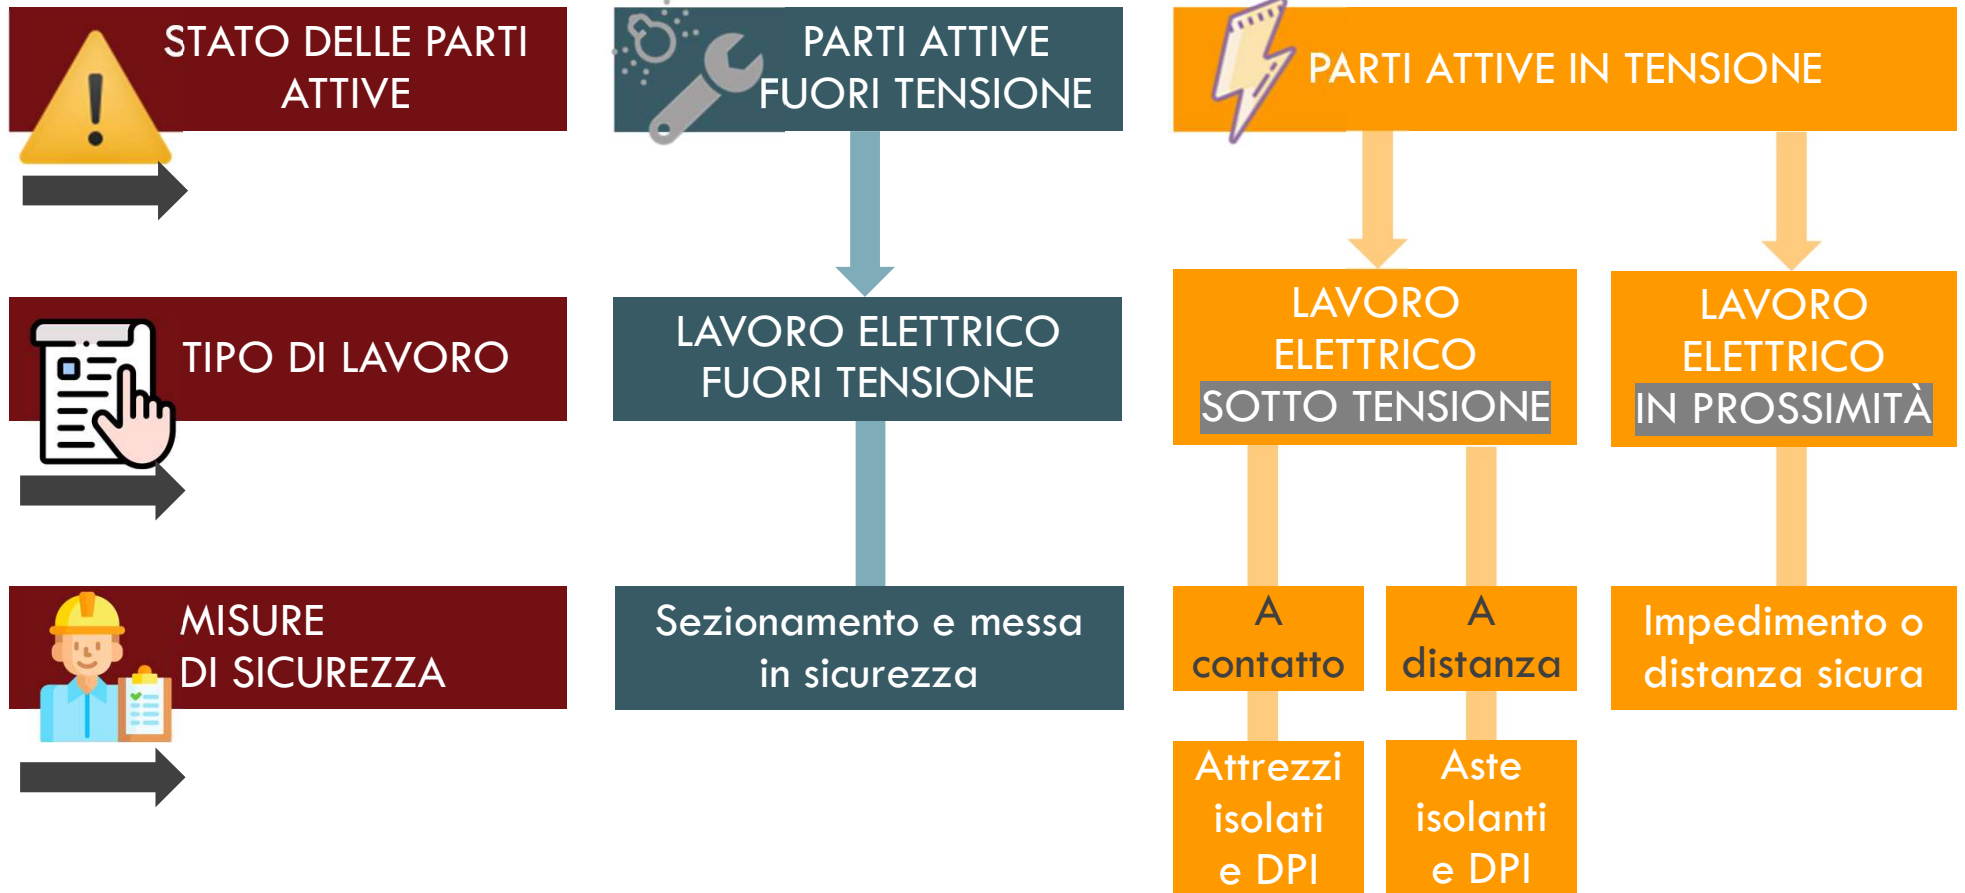 STATO DELLE PARTI
ATTIVE
PARTI ATTIVE
FUORI TENSIONE
PARTI ATTIVE IN TENSIONE
TIPO DI LAVORO
LAVORO ELETTRICO
FUORI TENSIONE
LAVORO
ELETTRICO
SOTTO TENSIONE
LAVORO
ELETTRICO
IN PROSSIMITÀ
MISURE
DI SICUREZZA
Sezionamento e messa
in sicurezza
A
contatto
A
distanza
Impedimento o
distanza sicura
Attrezzi
isolati
e DPI
Aste
isolanti
e DPI